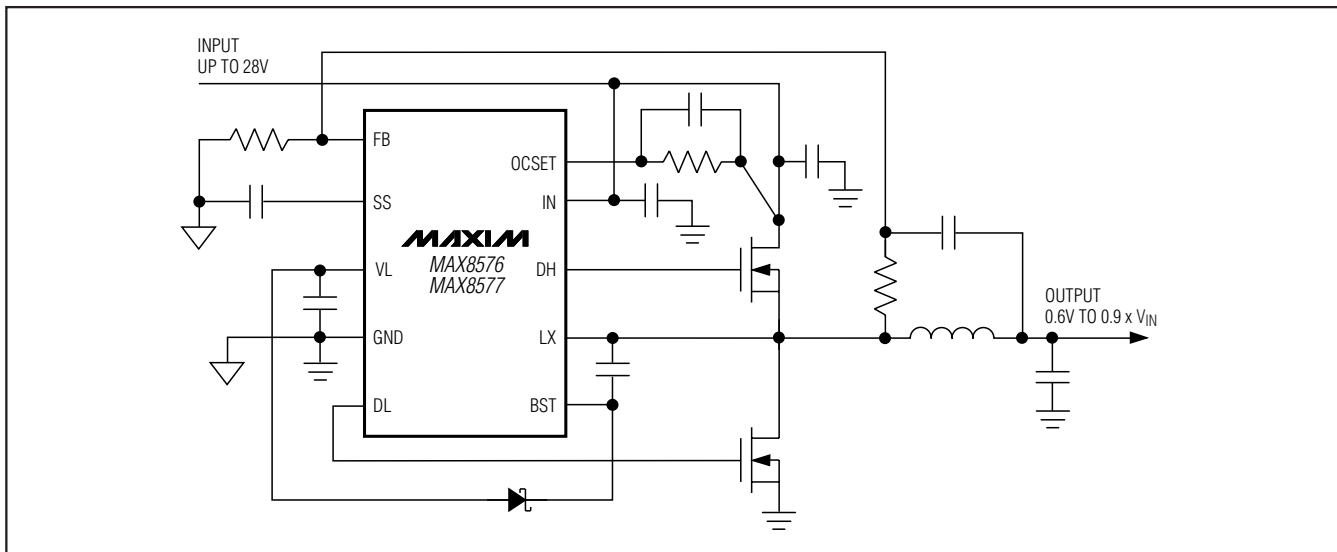 INPUT
UP TO 28V
FB
OCSET
SS
IN
MAXIM
MAX8576
MAX8577
VL
DH
GND
LX
DL
BST
OUTPUT
0.6V TO 0.9 x VIN